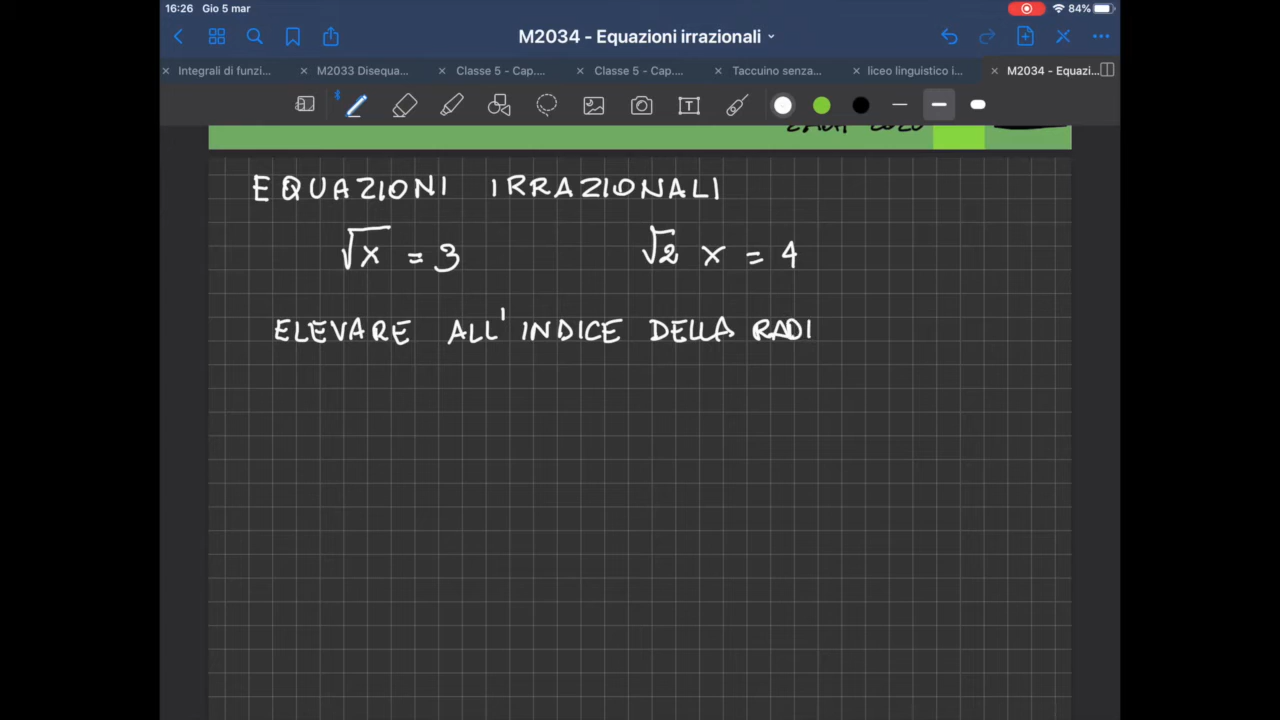 16:26 Gio 5 mar 84%
M2034 - Equazioni irrazionali
Integrali di funzi... M2033 Disequa... Classe 5 - Cap.... Classe 5 - Cap.... Taccuino senza... liceo linguistico i... M2034 - Equazi...
EQUAZIONI IRRAZIONALI
√x = 3 √2 x = 4
ELEVARE ALL' INDICE DELLA RADI